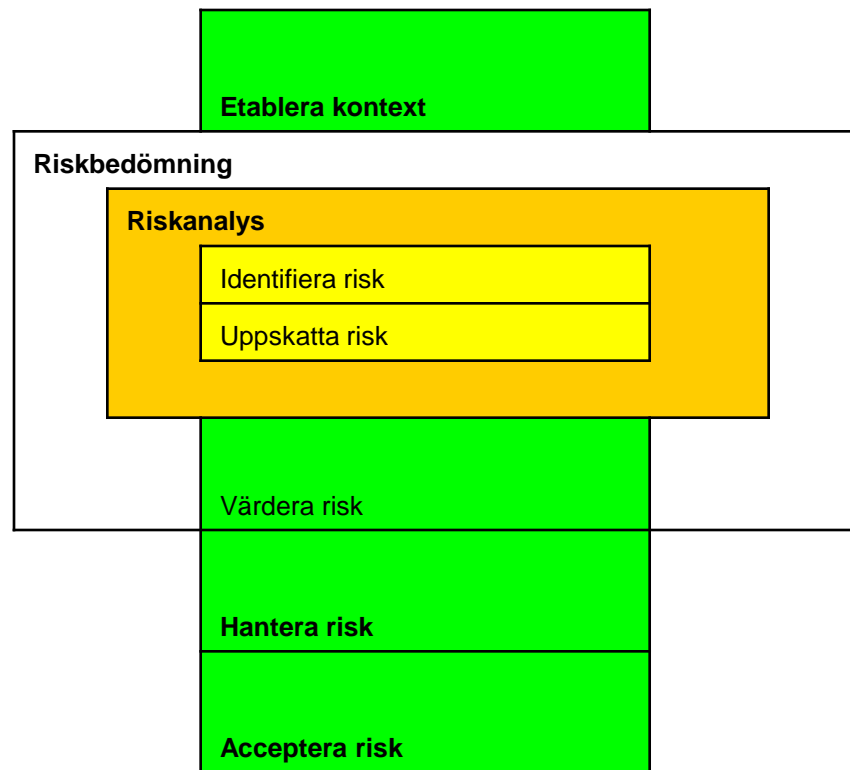 Etablera kontext
Riskbedömning
Riskanalys
Identifiera risk
Uppskatta risk
Värdera risk
Hantera risk
Acceptera risk